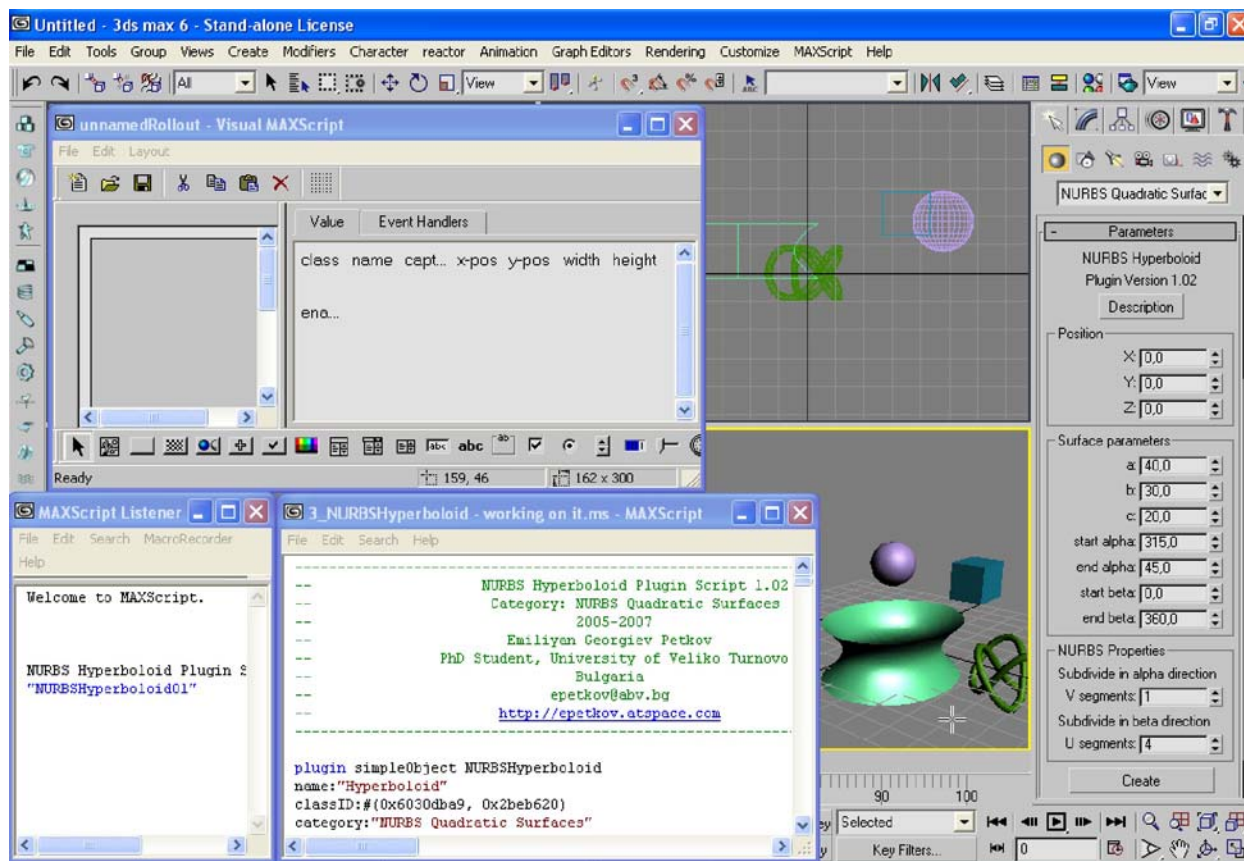 Untitled - 3ds max 6 - Stand-alone License
File Edit Tools Group Views Create Modifiers Character reactor Animation Graph Editors Rendering Customize MAXScript Help
All
View
ABC
View
unnamedRollout - Visual MAXScript
File Edit Layout
Value Event Handlers
class name capt... x-pos y-pos width height
ena...
abc abc ab
Ready
159, 46
162 x 300
MAXScript Listener
File Edit Search MacroRecorder
Help
Welcome to MAXScript.
NURBS Hyperboloid Plugin S
"NURBSHyperboloid01"
3_NURBSHyperboloid - working on it.ms - MAXScript
File Edit Search Help
--------------------------------------------------------------
-- NURBS Hyperboloid Plugin Script 1.02
-- Category: NURBS Quadratic Surfaces
-- 2005-2007
-- Emiliyan Georgiev Petkov
-- PhD Student, University of Veliko Turnovo
-- Bulgaria
-- epetkov@abv.bg
-- http://epetkov.atspace.com
--------------------------------------------------------------
plugin simpleObject NURBSHyperboloid
name:"Hyperboloid"
classID:#(0x6030dba9, 0x2beb620)
category:"NURBS Quadratic Surfaces"
NURBS Quadratic Surfac
- Parameters
NURBS Hyperboloid
Plugin Version 1.02
Description
Position
X: 0,0
Y: 0,0
Z: 0,0
Surface parameters
a: 40,0
b: 30,0
c: 20,0
start alpha: 315,0
end alpha: 45,0
start beta: 0,0
end beta: 360,0
NURBS Properties
Subdivide in alpha direction
V segments: 1
Subdivide in beta direction
U segments: 4
Create
90 100
ey Selected
y Key Filters...
0